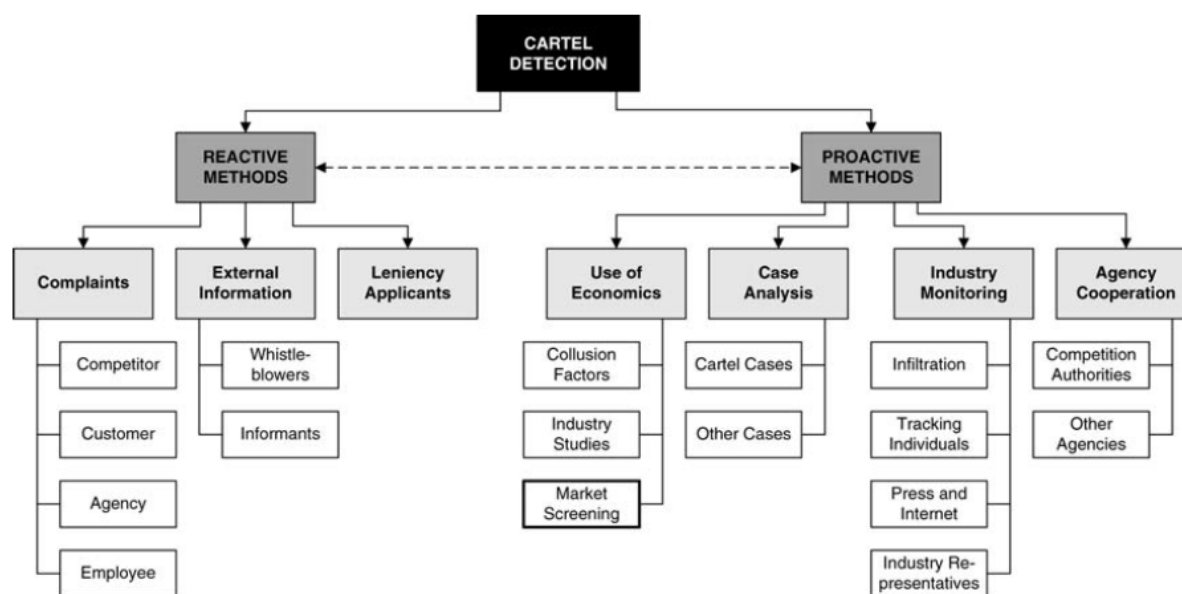 CARTEL
DETECTION
REACTIVE
METHODS
PROACTIVE
METHODS
Complaints
External
Information
Leniency
Applicants
Use of
Economics
Case
Analysis
Industry
Monitoring
Agency
Cooperation
Competitor
Customer
Agency
Employee
Whistle-
blowers
Informants
Collusion
Factors
Industry
Studies
Market
Screening
Cartel Cases
Other Cases
Infiltration
Tracking
Individuals
Press and
Internet
Industry Re-
presentatives
Competition
Authorities
Other
Agencies